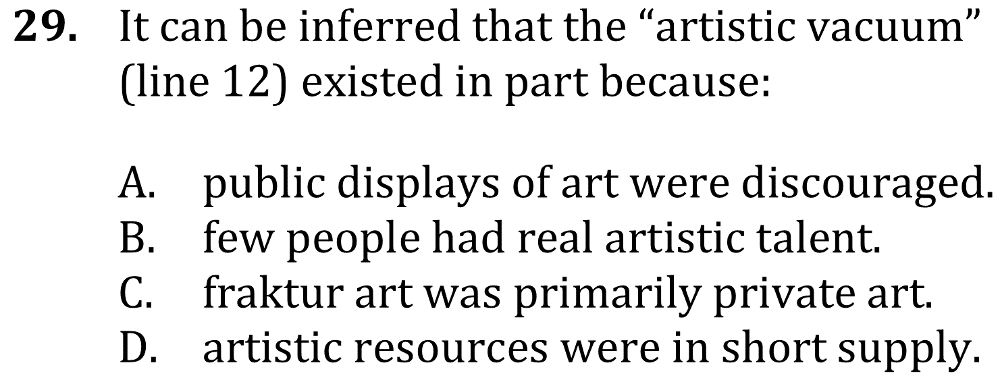 29. It can be inferred that the “artistic vacuum”
(line 12) existed in part because:
A. public displays of art were discouraged.
B. few people had real artistic talent.
C. fraktur art was primarily private art.
D. artistic resources were in short supply.